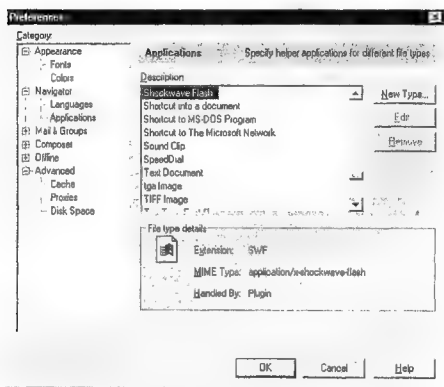 Preferences
Category:
Appearance
Fonts
Colors
Navigator
Languages
Applications
Mail & Groups
Composer
Offline
Advanced
Cache
Proxies
Disk Space
Applications Specify helper applications for different file types
Description
Shockwave Flash
Shortcut into a document
Shortcut to MS-DOS Program
Shortcut to The Microsoft Network
Sound Clip
SpeedDial
Text Document
tga Image
TIFF Image
New Type...
Edit
Remove
File type details
Extension: SWF
MIME Type: application/x-shockwave-flash
Handled By: Plugin
OK Cancel Help